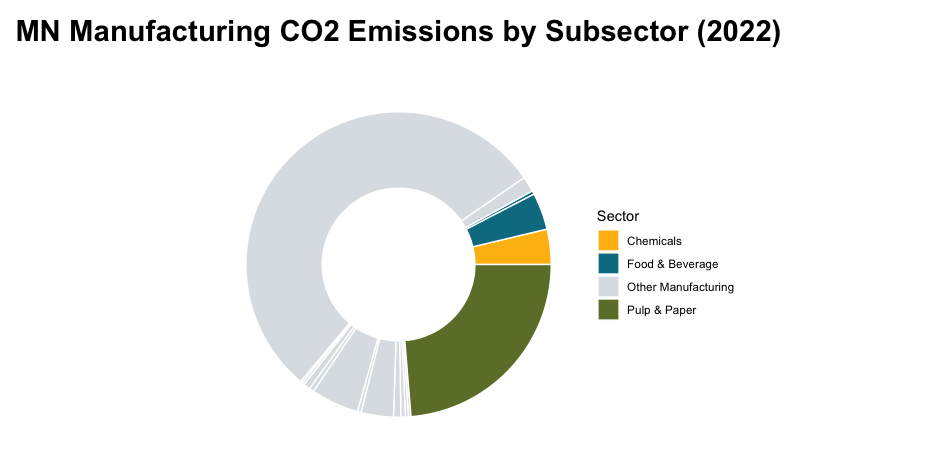 MN Manufacturing CO2 Emissions by Subsector (2022)
Sector
Chemicals
Food & Beverage
Other Manufacturing
Pulp & Paper